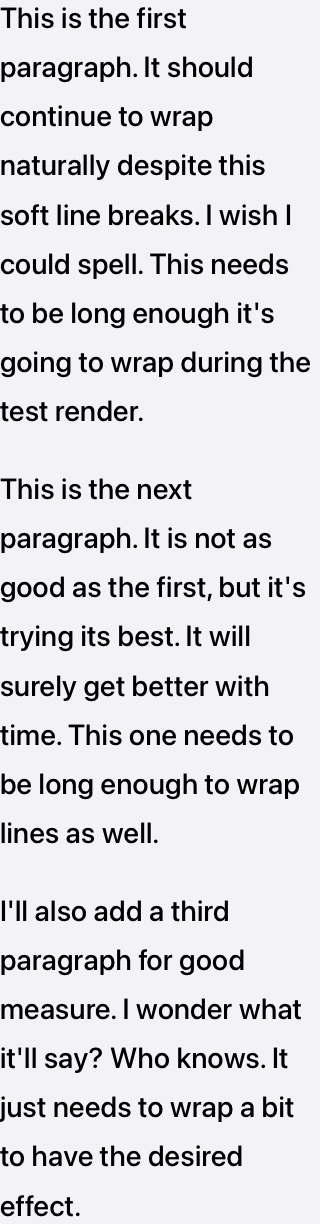 This is the first
paragraph. It should
continue to wrap
naturally despite this
soft line breaks. I wish I
could spell. This needs
to be long enough it's
going to wrap during the
test render.
This is the next
paragraph. It is not as
good as the first, but it's
trying its best. It will
surely get better with
time. This one needs to
be long enough to wrap
lines as well.
I'll also add a third
paragraph for good
measure. I wonder what
it'll say? Who knows. It
just needs to wrap a bit
to have the desired
effect.